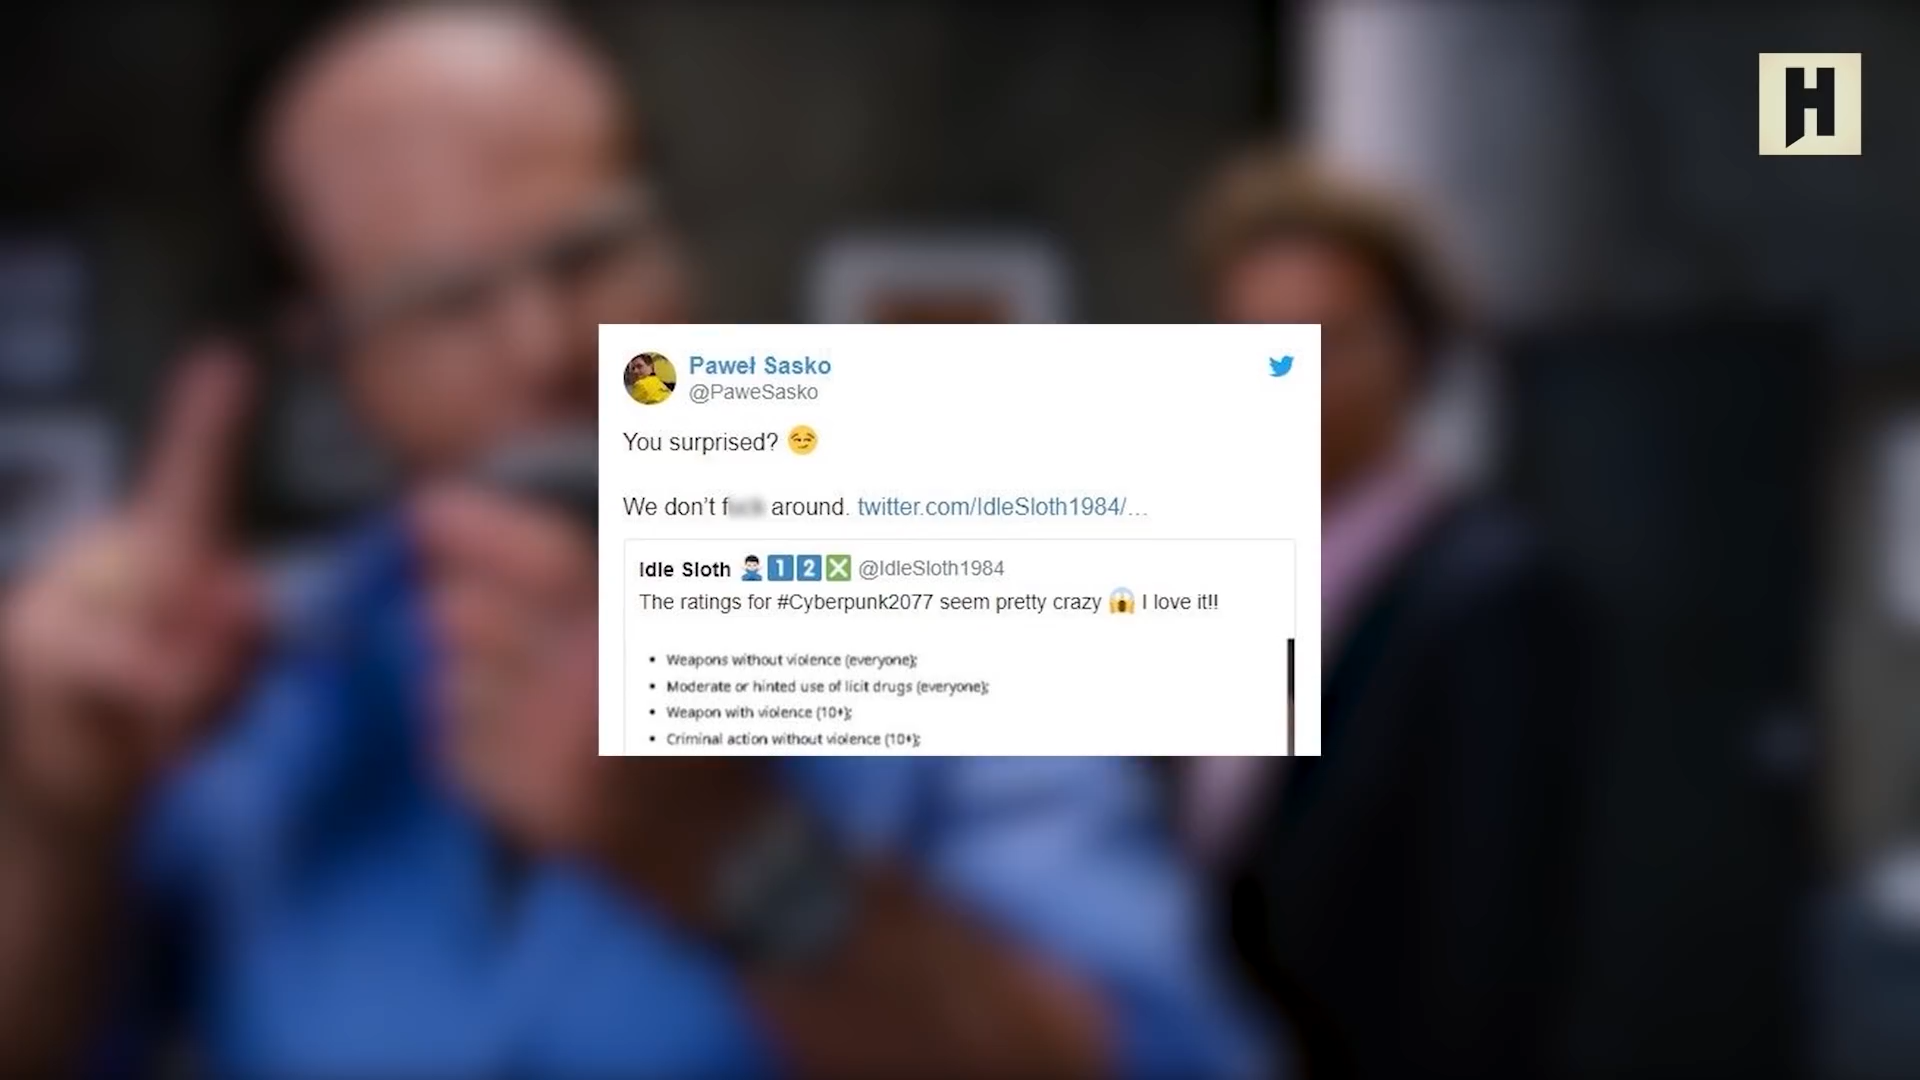 H
Paweł Sasko
@PaweSasko
You surprised? 😏
We don’t f around. twitter.com/IdleSloth1984/…
Idle Sloth 🙅🏻‍♂️1️⃣2️⃣❎ @IdleSloth1984
The ratings for #Cyberpunk2077 seem pretty crazy 😱 I love it!!
• Weapons without violence (everyone);
• Moderate or hinted use of licit drugs (everyone);
• Weapon with violence (10+);
• Criminal action without violence (10+);